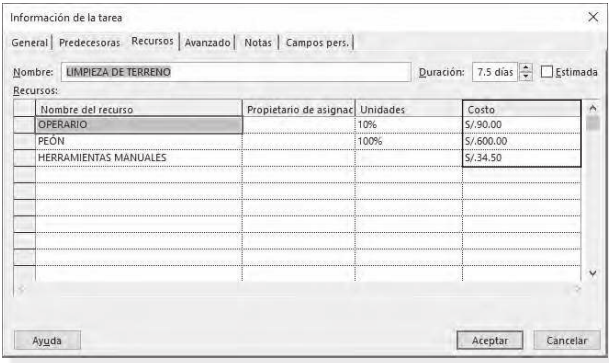 Información de la tarea
General Predecesoras Recursos Avanzado Notas Campos pers.
Nombre: LIMPIEZA DE TERRENO Duración: 7.5 días Estimada
Recursos:
Nombre del recurso Propietario de asignac Unidades Costo
OPERARIO 10% S/.90.00
PEÓN 100% S/.600.00
HERRAMIENTAS MANUALES S/.34.50
Ayuda Aceptar Cancelar